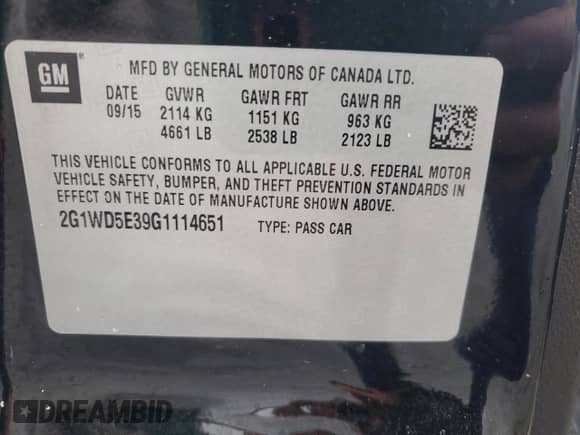 GM
MFD BY GENERAL MOTORS OF CANADA LTD.
DATE GVWR GAWR FRT GAWR RR
09/15 2114 KG 1151 KG 963 KG
4661 LB 2538 LB 2123 LB
THIS VEHICLE CONFORMS TO ALL APPLICABLE U.S. FEDERAL MOTOR
VEHICLE SAFETY, BUMPER, AND THEFT PREVENTION STANDARDS IN
EFFECT ON THE DATE OF MANUFACTURE SHOWN ABOVE.
2G1WD5E39G1114651 TYPE: PASS CAR
DREAMBID